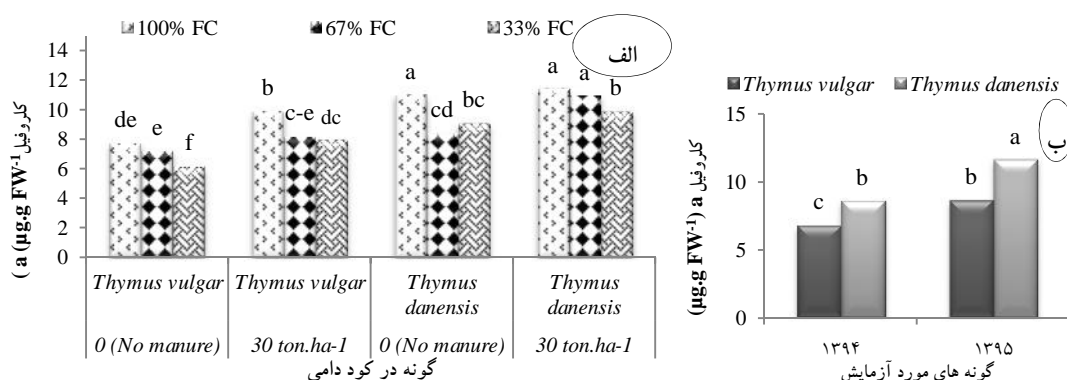 100% FC 67% FC 33% FC
الف
کلروفیل a (µg.g FW-1)
14
12
10
8
6
4
2
0
de e f b c-e dc a cd bc a a b
Thymus vulgar Thymus vulgar Thymus danensis Thymus danensis
0 (No manure) 30 ton.ha-1 0 (No manure) 30 ton.ha-1
گونه در کود دامی
Thymus vulgar Thymus danensis
ب
کلروفیل a (µg.g FW-1)
15
10
5
0
c b b a
۱۳۹۴ ۱۳۹۵
گونه های مورد آزمایش